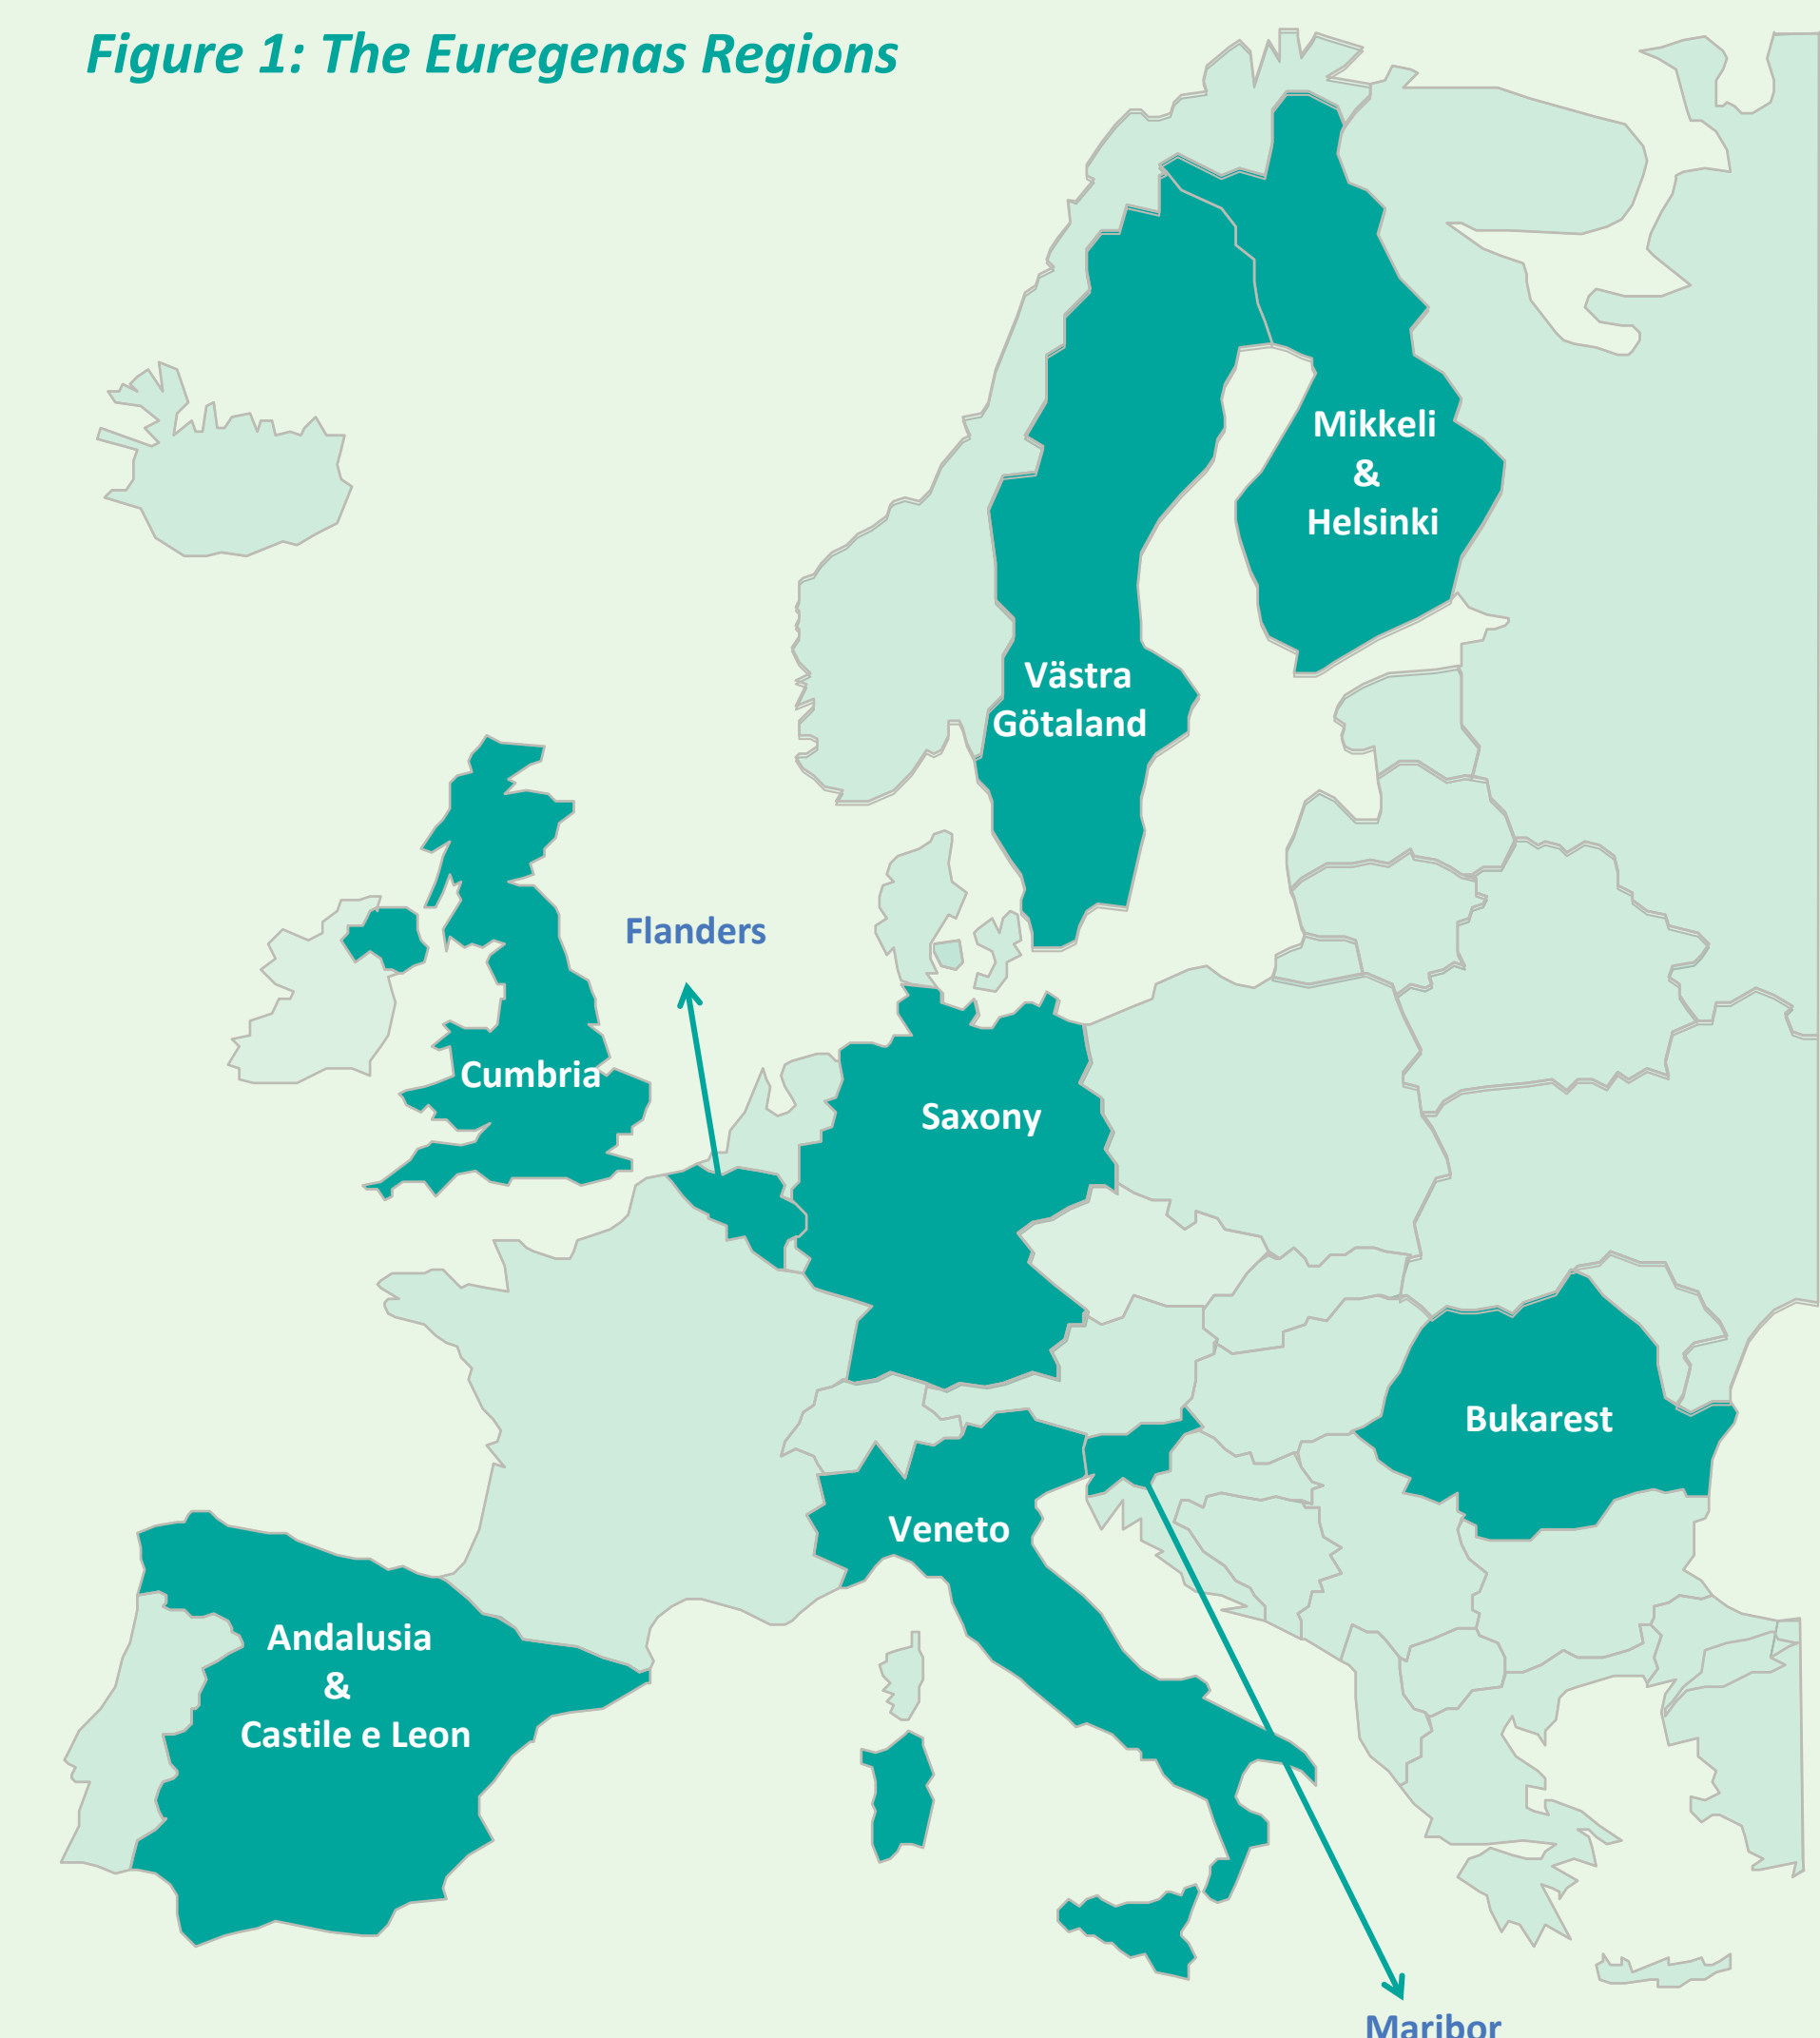 Figure 1: The Euregenas Regions
Mikkeli
&
Helsinki
Västra
Götaland
Flanders
Cumbria
Saxony
Bukarest
Veneto
Andalusia
&
Castile e Leon
Maribor